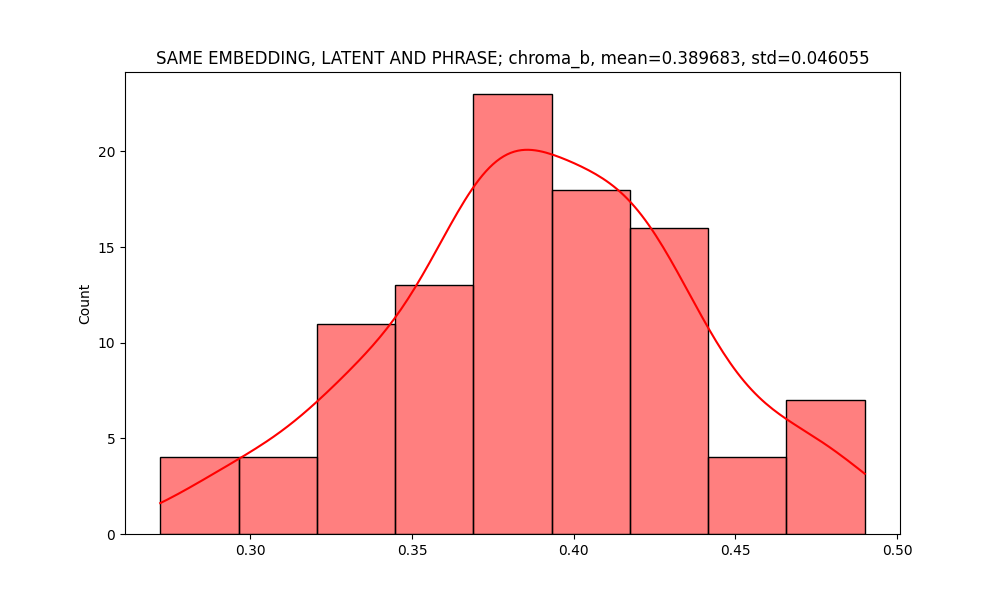 SAME EMBEDDING, LATENT AND PHRASE; chroma_b, mean=0.389683, std=0.046055
20
15
10
5
0
Count
0.30 0.35 0.40 0.45 0.50